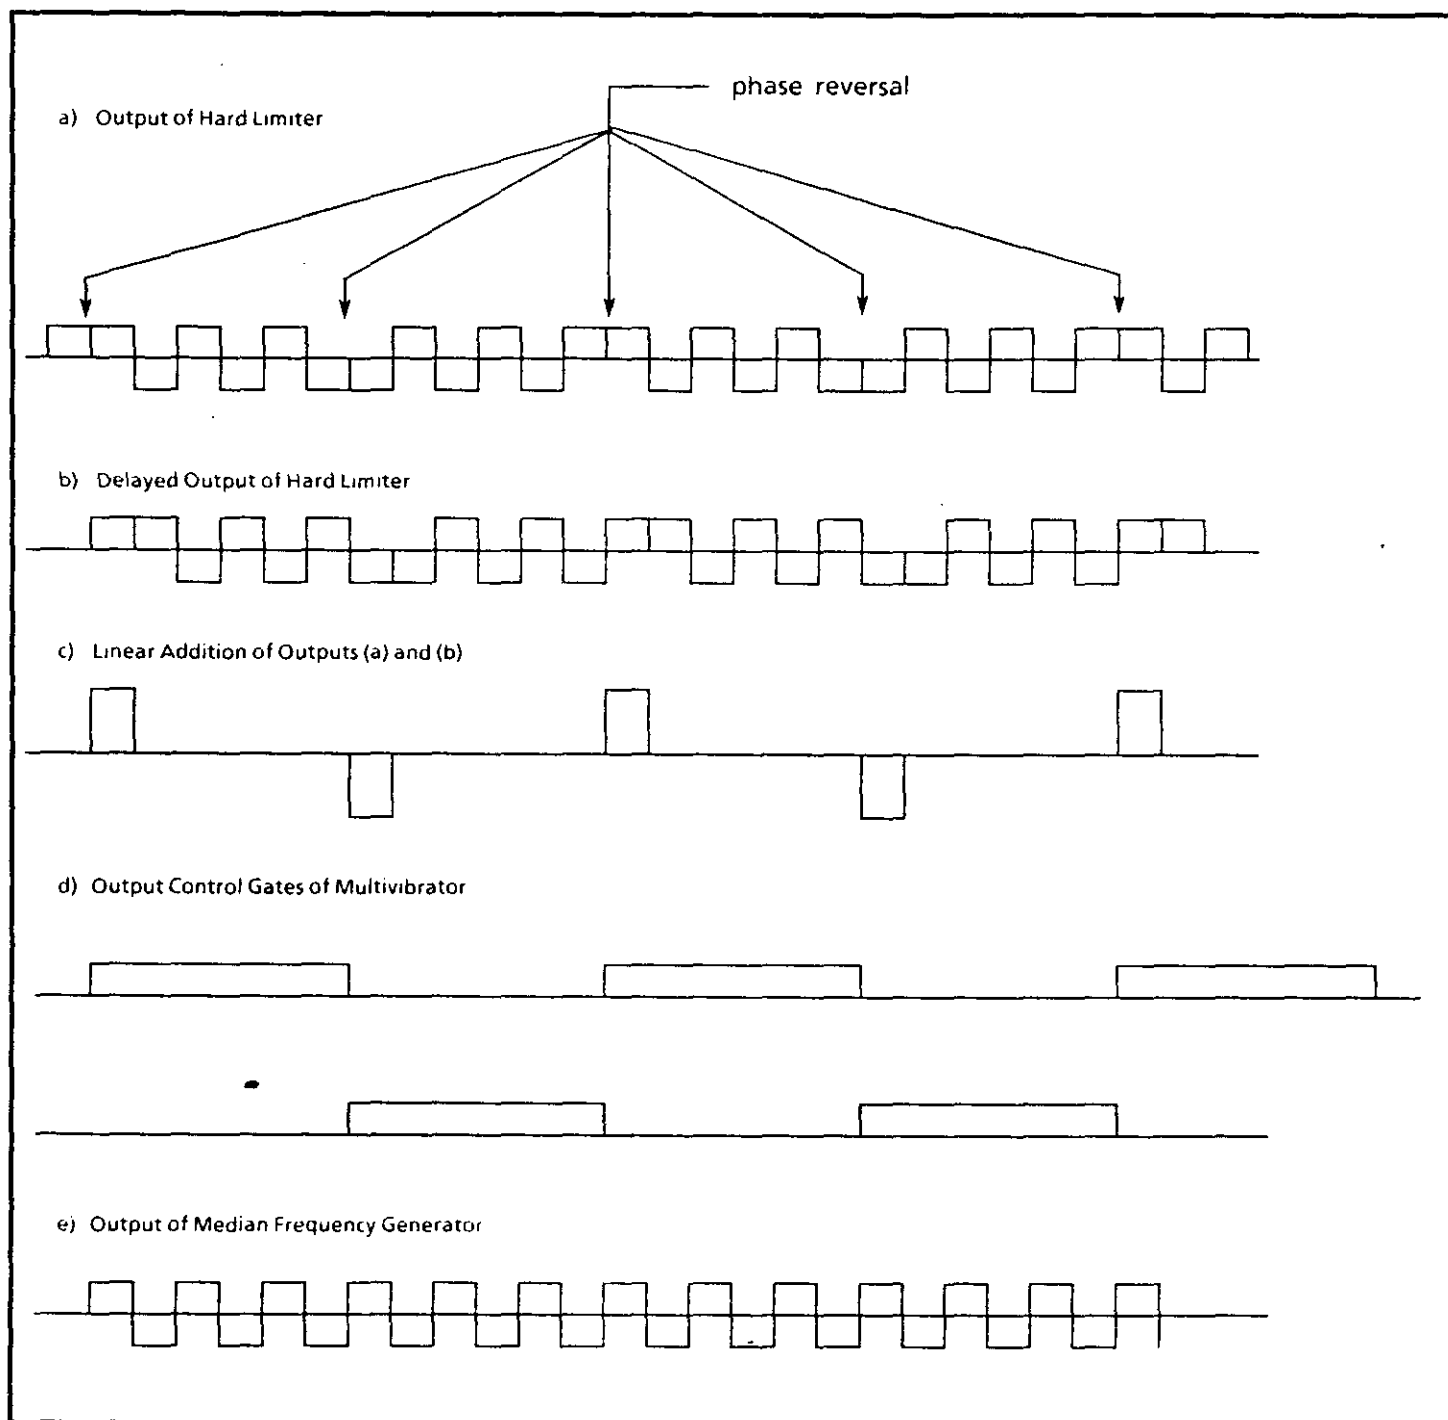 phase reversal
a) Output of Hard Limiter
b) Delayed Output of Hard Limiter
c) Linear Addition of Outputs (a) and (b)
d) Output Control Gates of Multivibrator
e) Output of Median Frequency Generator